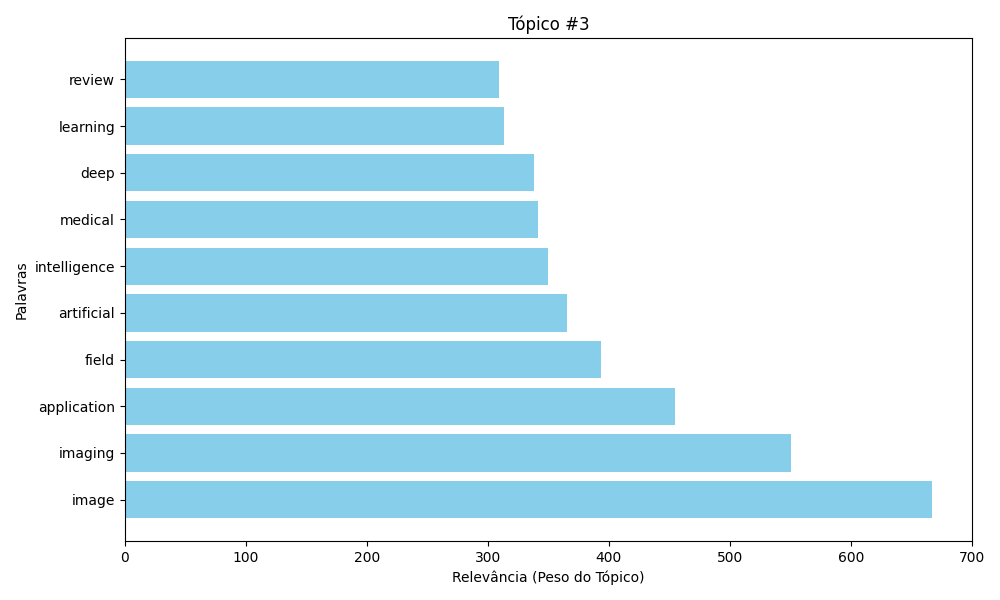 Tópico #3
review
learning
deep
medical
intelligence
artificial
field
application
imaging
image
Palavras
0 100 200 300 400 500 600 700
Relevância (Peso do Tópico)